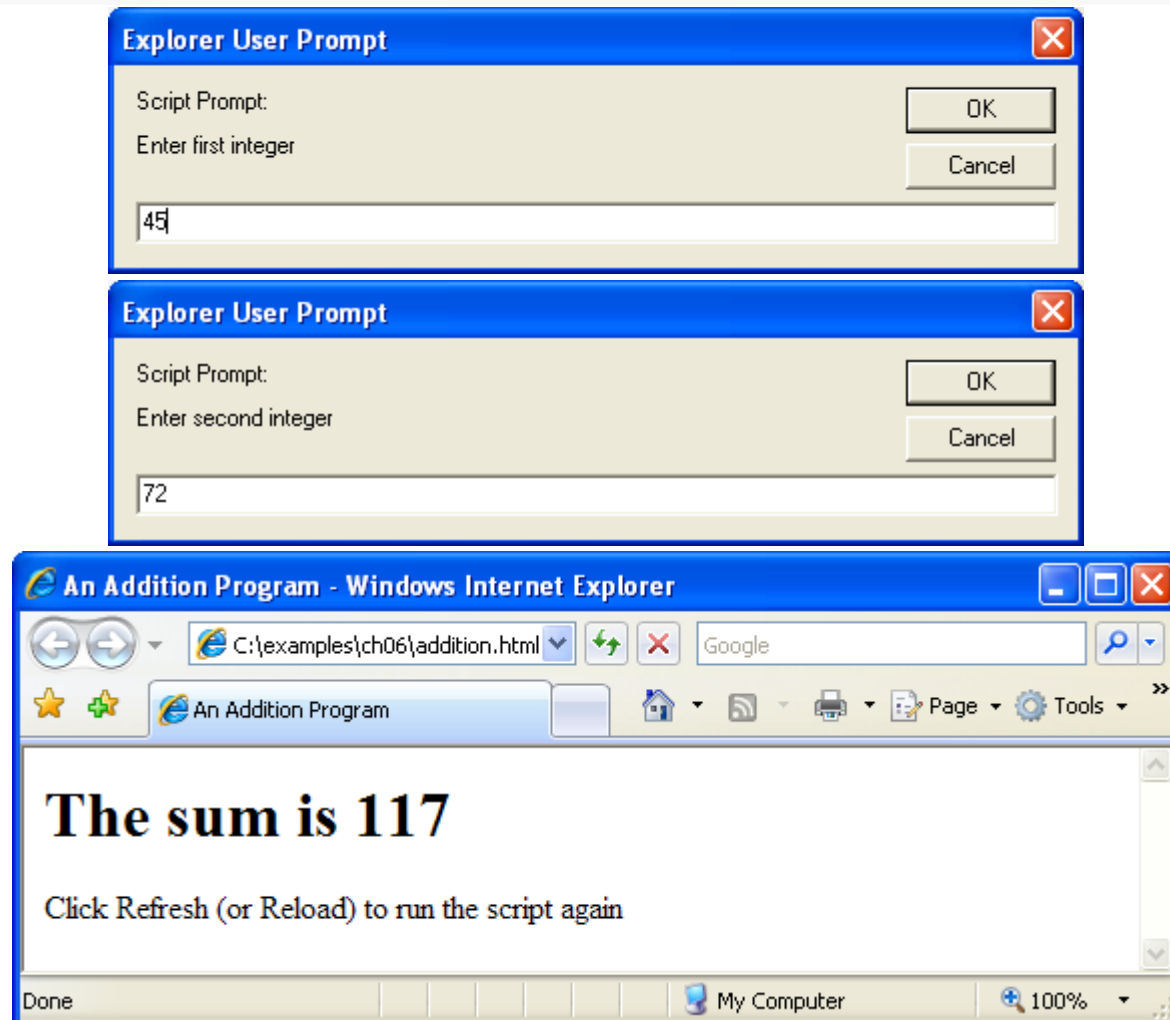 Explorer User Prompt
Script Prompt:
OK
Enter first integer
Cancel
45
Explorer User Prompt
Script Prompt:
OK
Enter second integer
Cancel
72
An Addition Program - Windows Internet Explorer
C:\examples\ch06\addition.html
Google
An Addition Program
Page
Tools
»
The sum is 117
Click Refresh (or Reload) to run the script again
Done
My Computer
100%